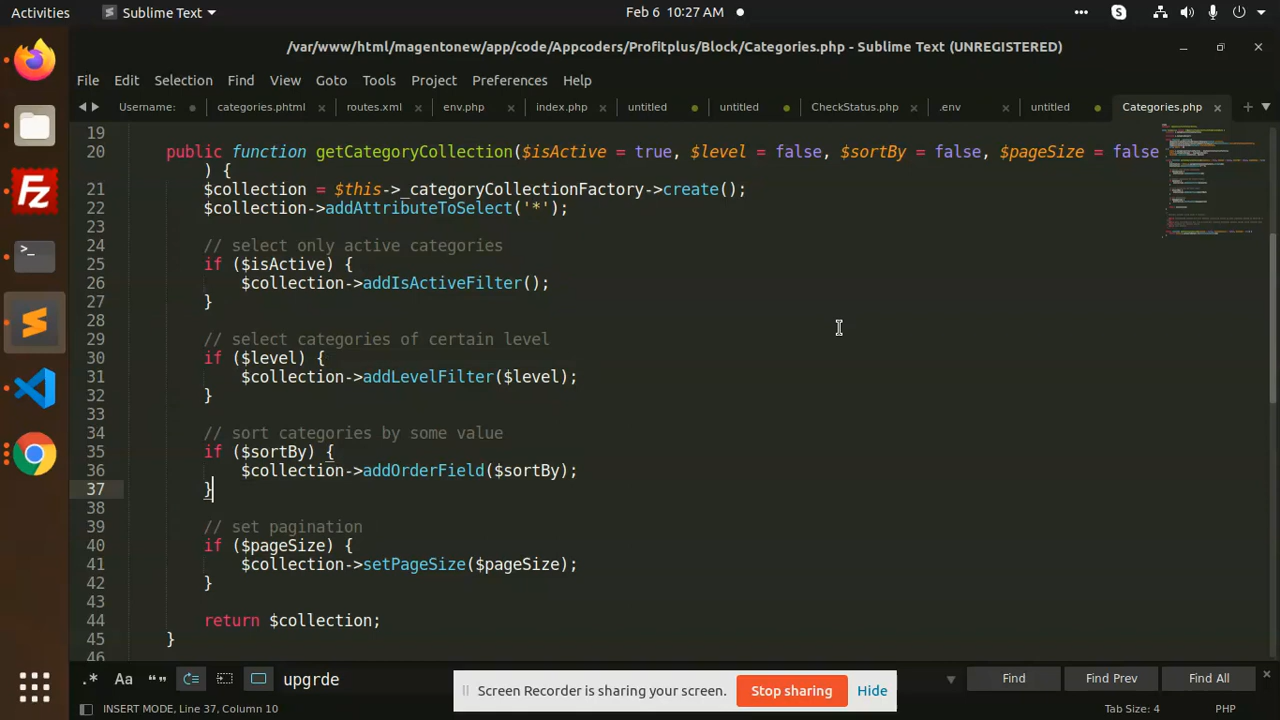 Activities Sublime Text Feb 6 10:27 AM
/var/www/html/magentonew/app/code/Appcoders/Profitplus/Block/Categories.php - Sublime Text (UNREGISTERED)
File Edit Selection Find View Goto Tools Project Preferences Help
Username: categories.phtml routes.xml env.php index.php untitled untitled CheckStatus.php .env untitled Categories.php
19
20 public function getCategoryColletion($isActive = true, $level = false, $sortBy = false, $pageSize = false
) {
21 $collection = $this->_categoryCollectionFactory->create();
22 $collection->addAttributeToSelect('*');
23
24 // select only active categories
25 if ($isActive) {
26 $collection->addIsActiveFilter();
27 }
28
29 // select categories of certain level
30 if ($level) {
31 $collection->addLevelFilter($level);
32 }
33
34 // sort categories by some value
35 if ($sortBy) {
36 $collection->addOrderField($sortBy);
37 }
38
39 // set pagination
40 if ($pageSize) {
41 $collection->setPageSize($pageSize);
42 }
43
44 return $collection;
45 }
46
.* Aa “” upgrde Find Find Prev Find All
Screen Recorder is sharing your screen. Stop sharing Hide
INSERT MODE, Line 37, Column 10 Tab Size: 4 PHP